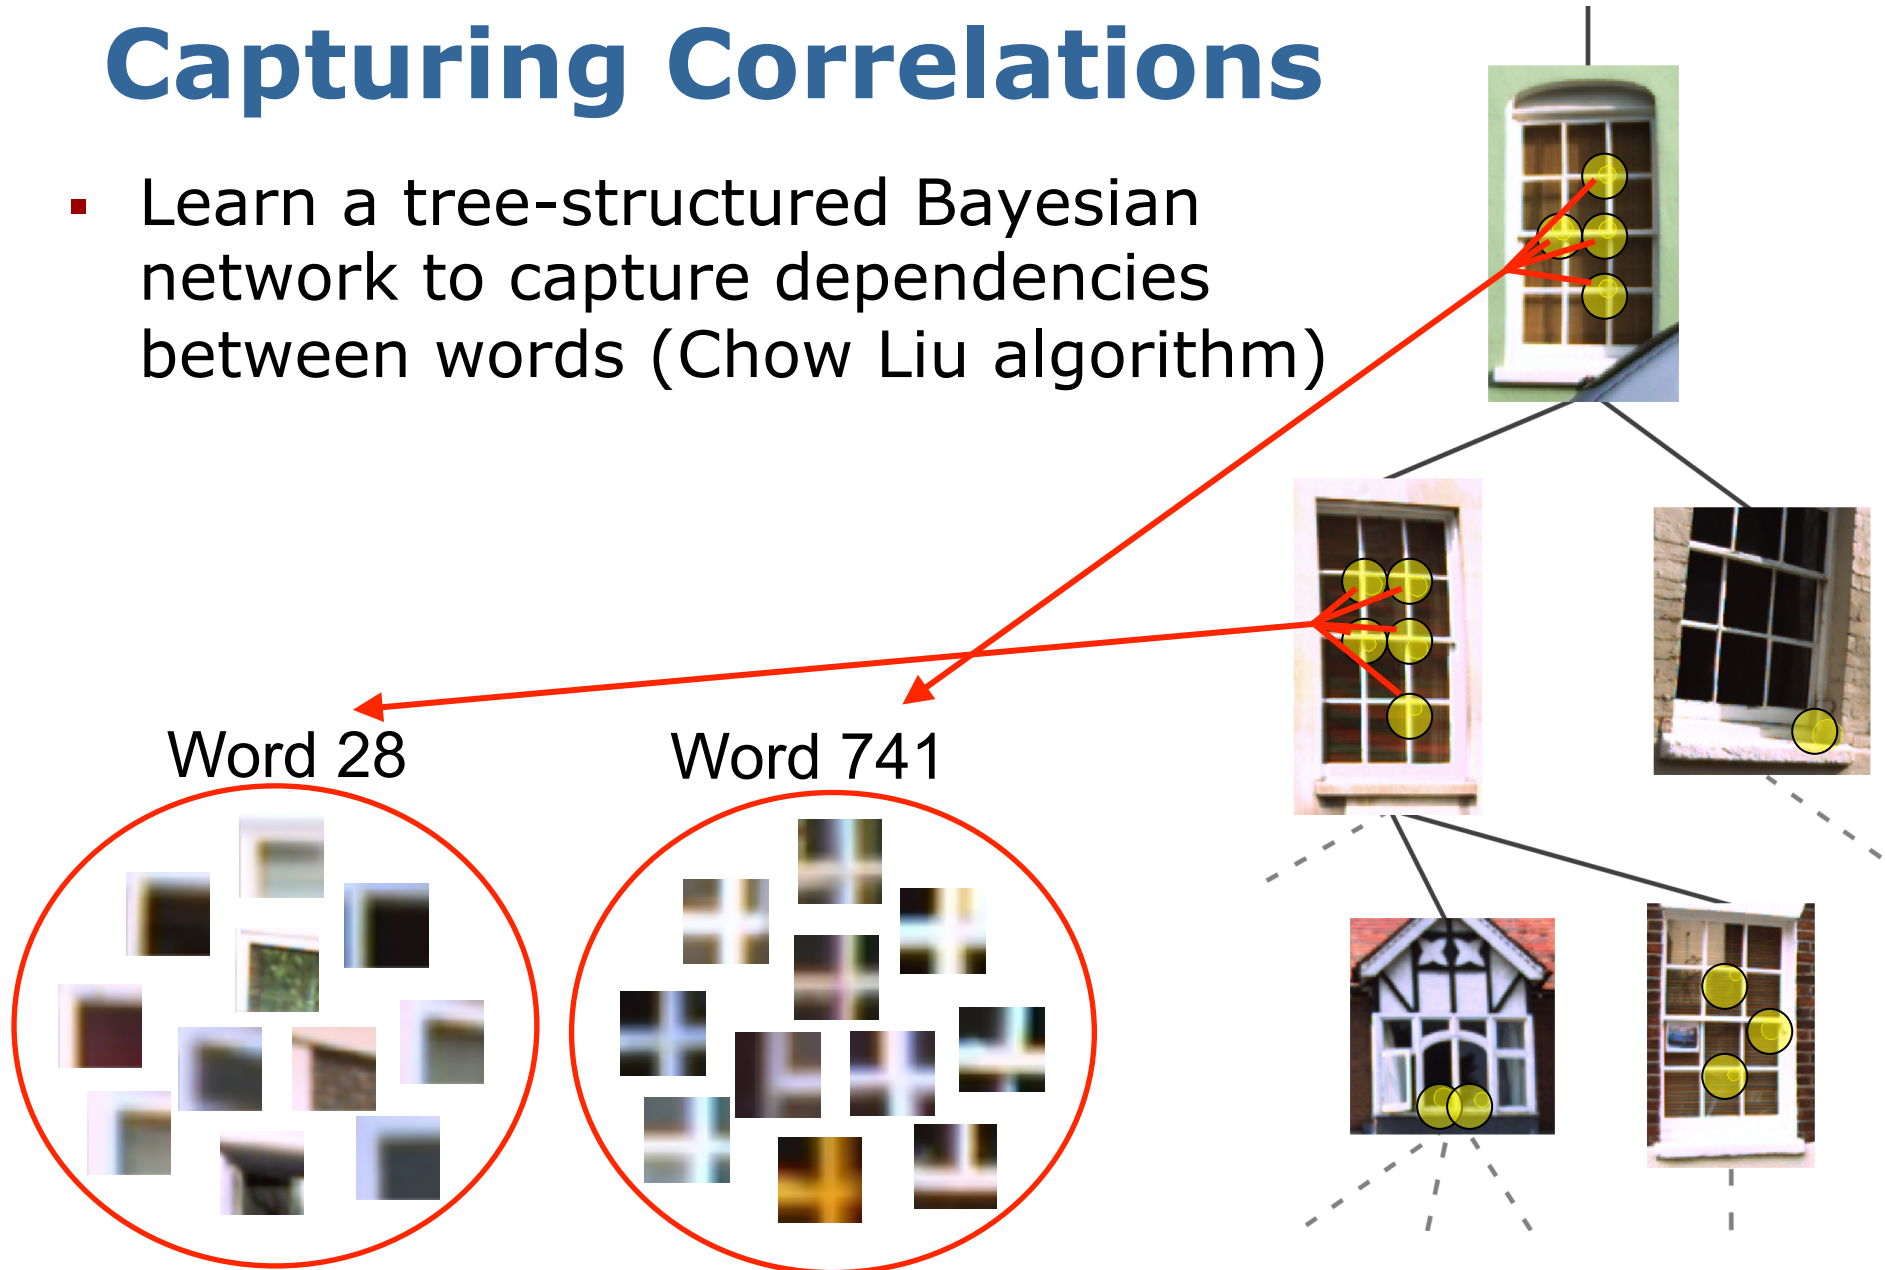 Capturing Correlations
▪ Learn a tree-structured Bayesian
network to capture dependencies
between words (Chow Liu algorithm)
Word 28
Word 741